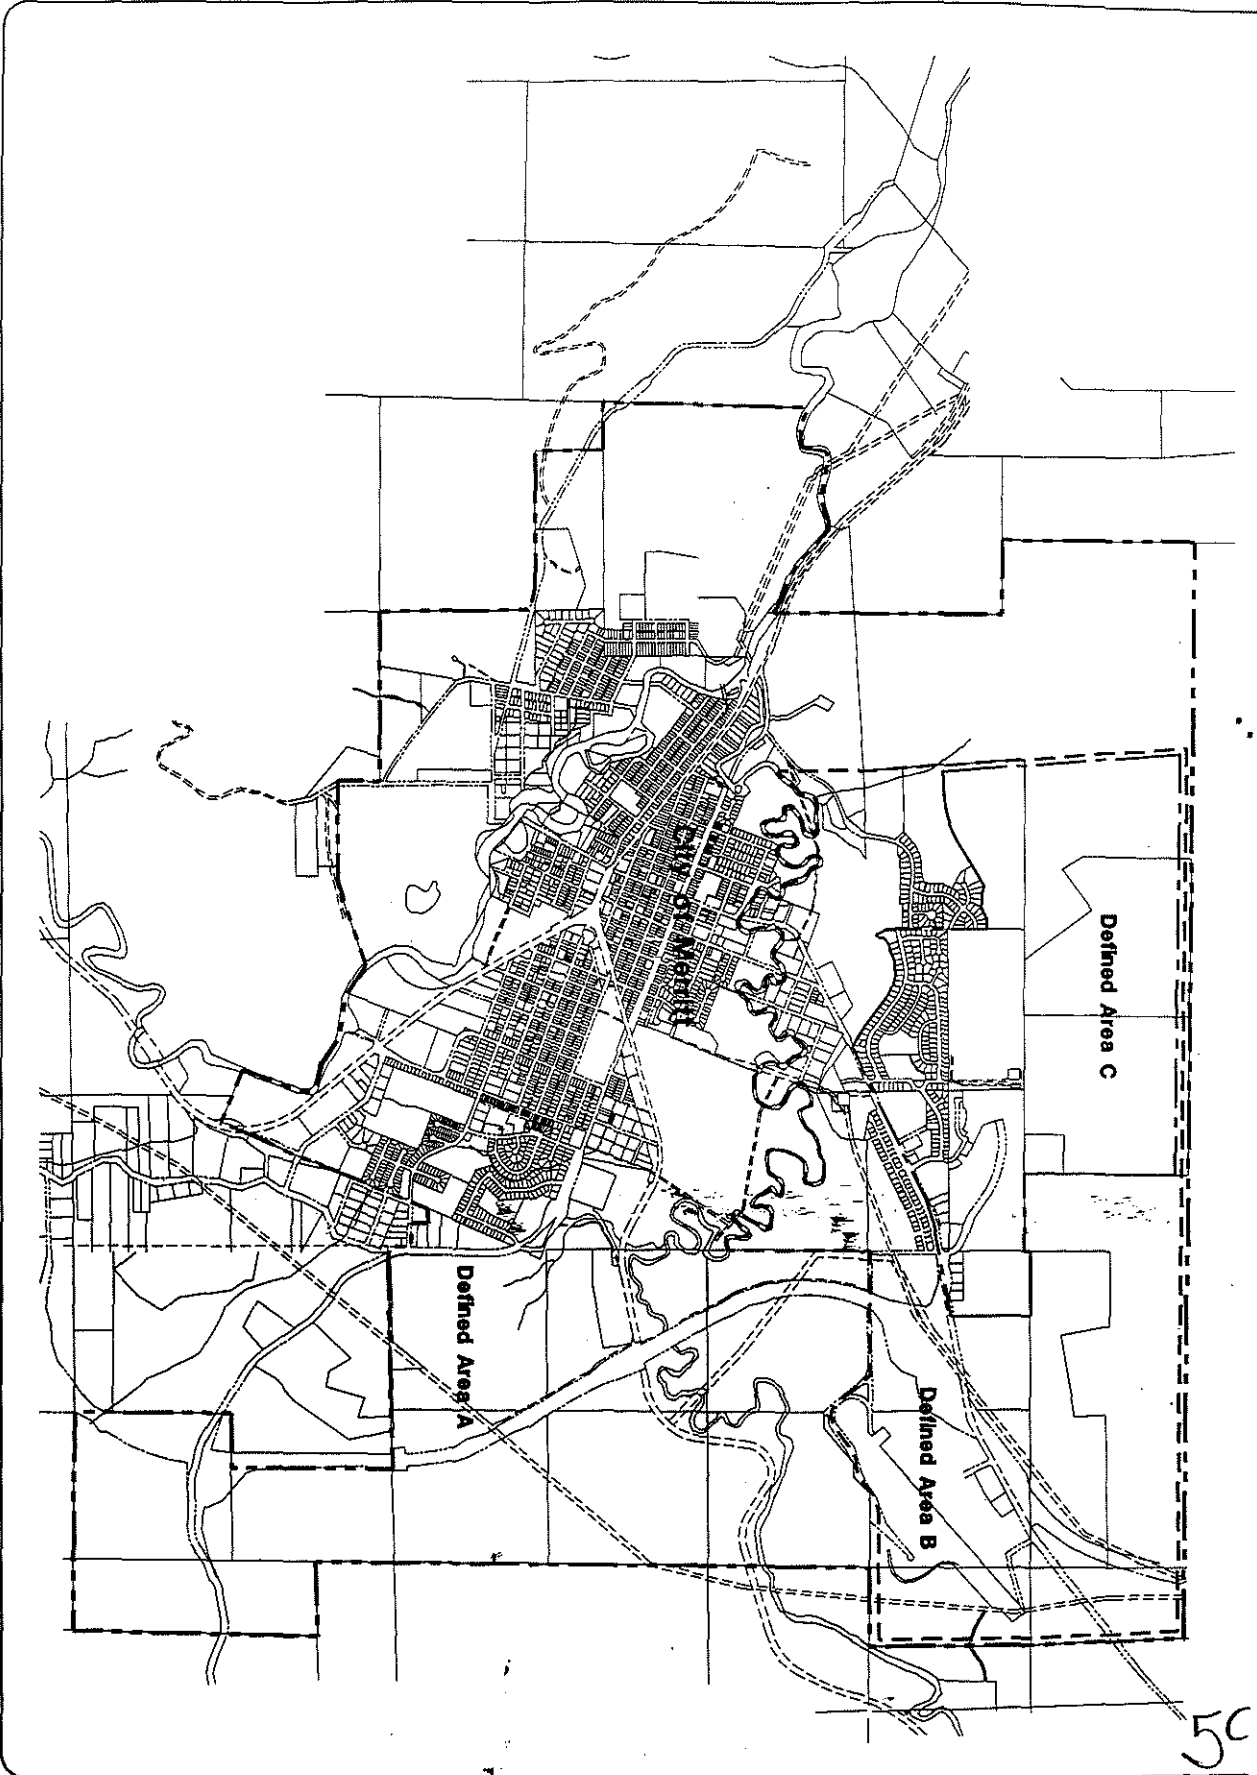 City of Merritt
Defined Area C
Defined Area A
Defined Area B
5C